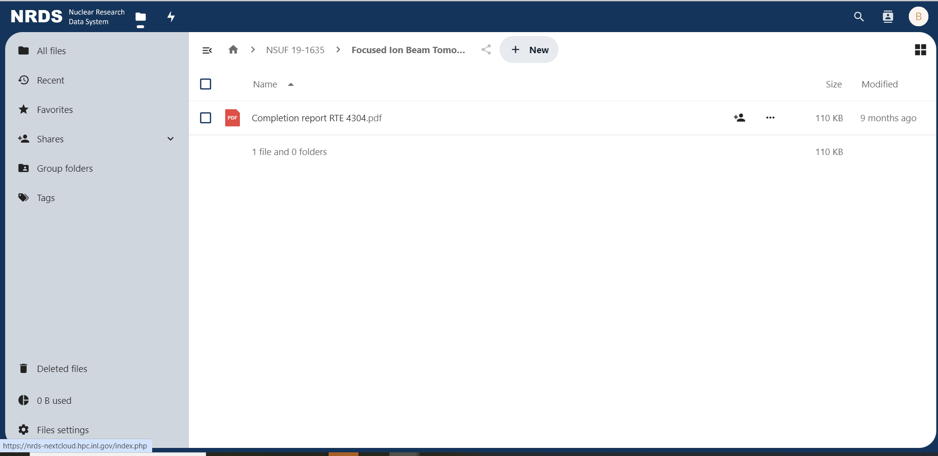 NRDS Nuclear Research Data System B
All files
Recent
Favorites
Shares
Group folders
Tags
Deleted files
0 B used
Files settings
NSUF 19-1635 Focused Ion Beam Tomo... + New
Name Size Modified
PDF Completion report RTE 4304.pdf 110 KB 9 months ago
1 file and 0 folders 110 KB
https://nrds-nextcloud.hpc.inl.gov/index.php